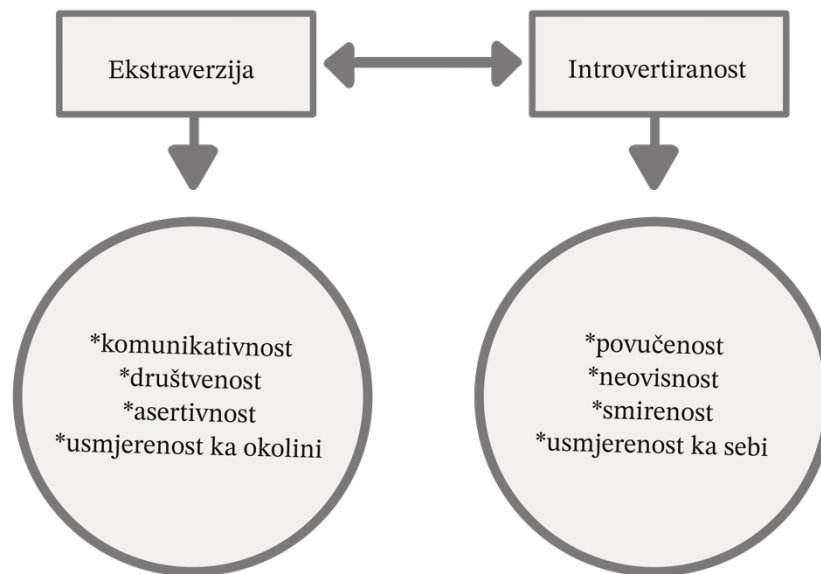 Ekstraverzija
Introvertiranost
*komunikativnost
*društvenost
*asertivnost
*usmjerenost ka okolini
*povučenost
*neovisnost
*smirenost
*usmjerenost ka sebi